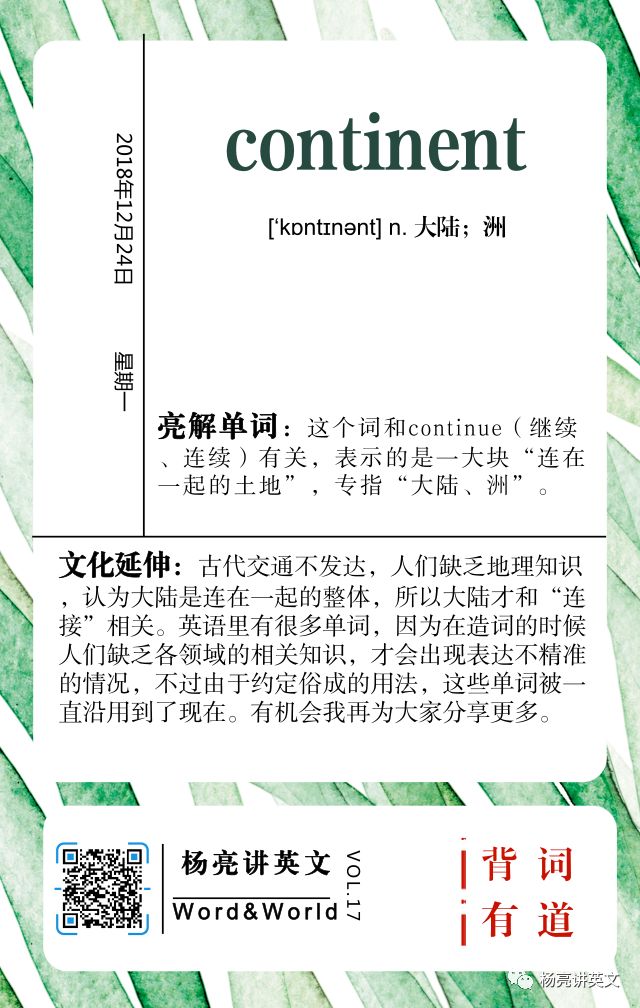 continent
['kɒntɪnənt] n. 大陆；洲
2018年12月24日
星期一
亮解单词：这个词和continue（继续
、连续）有关，表示的是一大块“连在
一起的土地”，专指“大陆、洲”。
文化延伸：古代交通不发达，人们缺乏地理知识
，认为大陆是连在一起的整体，所以大陆才和“连
接”相关。英语里有很多单词，因为在造词的时候
人们缺乏各领域的相关知识，才会出现表达不精准
的情况，不过由于约定俗成的用法，这些单词被一
直沿用到了现在。有机会我再为大家分享更多。
杨亮讲英文
Word&World
VOL.17
背词
有道
杨亮讲英文